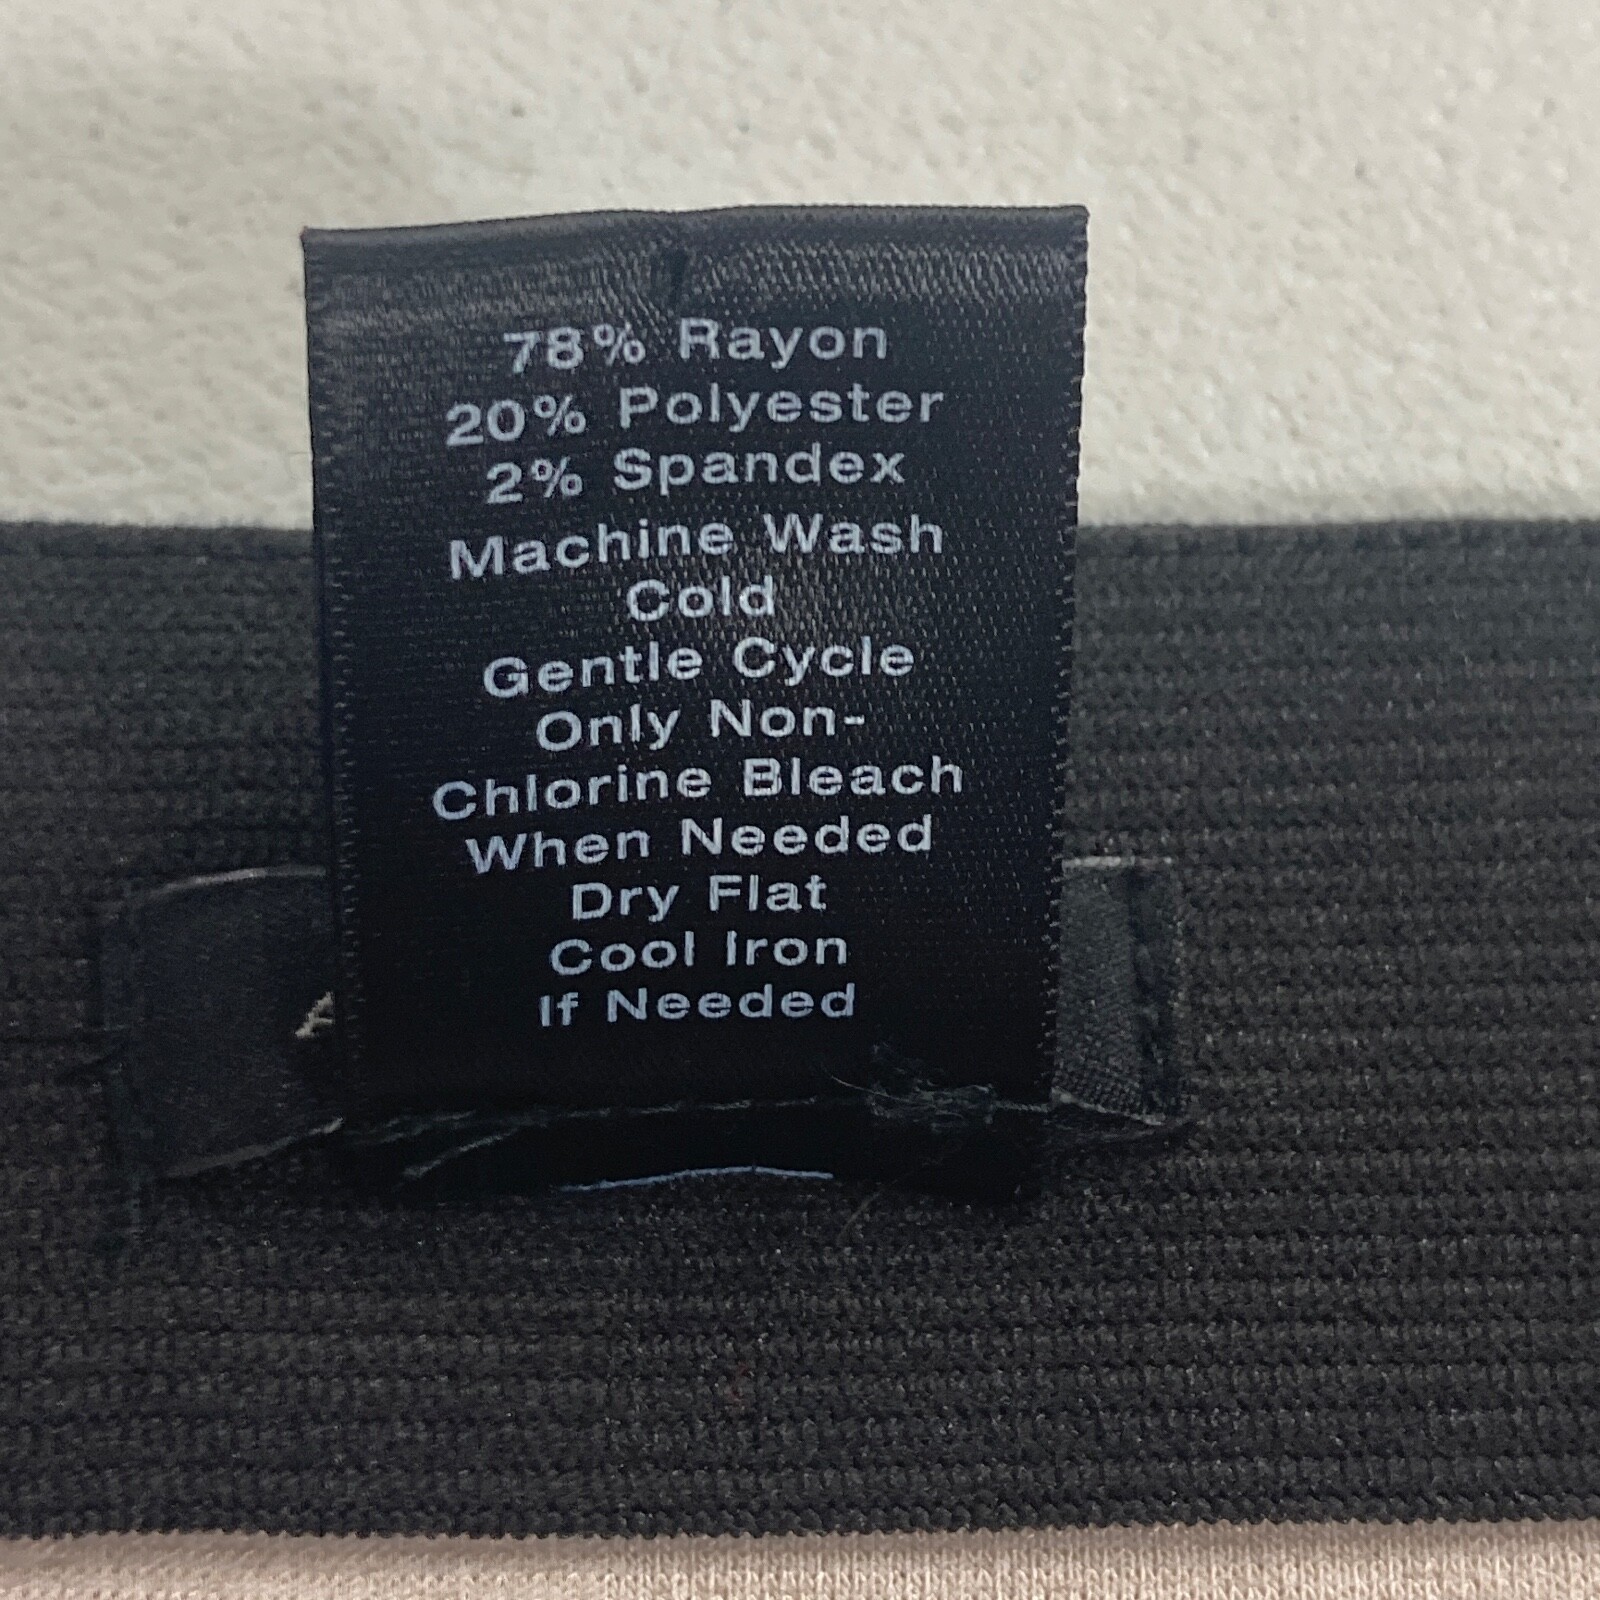 78% Rayon
20% Polyester
2% Spandex
Machine Wash
Cold
Gentle Cycle
Only Non-
Chlorine Bleach
When Needed
Dry Flat
Cool Iron
If Needed